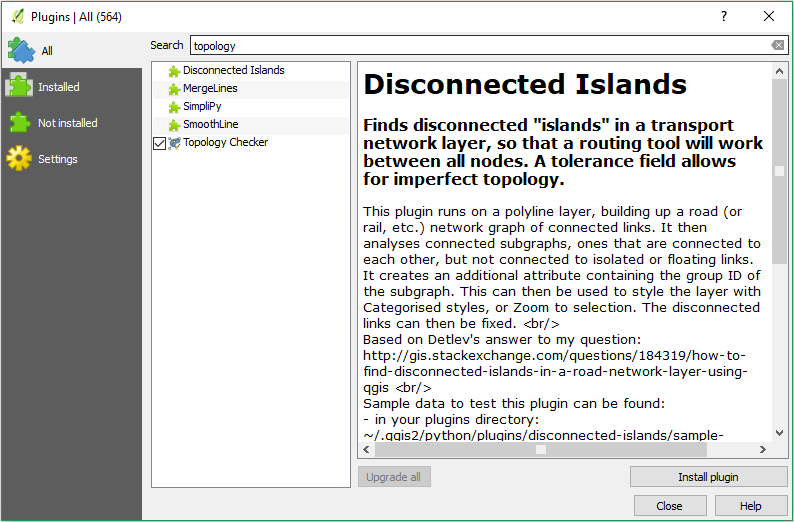 Plugins | All (564)
All
Installed
Not installed
Settings
Search
topology
Disconnected Islands
MergeLines
SimpliPy
SmoothLine
Topology Checker
Disconnected Islands
Finds disconnected "islands" in a transport
network layer, so that a routing tool will work
between all nodes. A tolerance field allows
for imperfect topology.
This plugin runs on a polyline layer, building up a road (or
rail, etc.) network graph of connected links. It then
analyses connected subgraphs, ones that are connected to
each other, but not connected to isolated or floating links.
It creates an additional attribute containing the group ID of
the subgraph. This can then be used to style the layer with
Categorised styles, or Zoom to selection. The disconnected
links can then be fixed. <br/>
Based on Detlev's answer to my question:
http://gis.stackexchange.com/questions/184319/how-to-
find-disconnected-islands-in-a-road-network-layer-using-
qgis <br/>
Sample data to test this plugin can be found:
- in your plugins directory:
~/.qgis2/python/plugins/disconnected-islands/sample-
Upgrade all
Install plugin
Close
Help